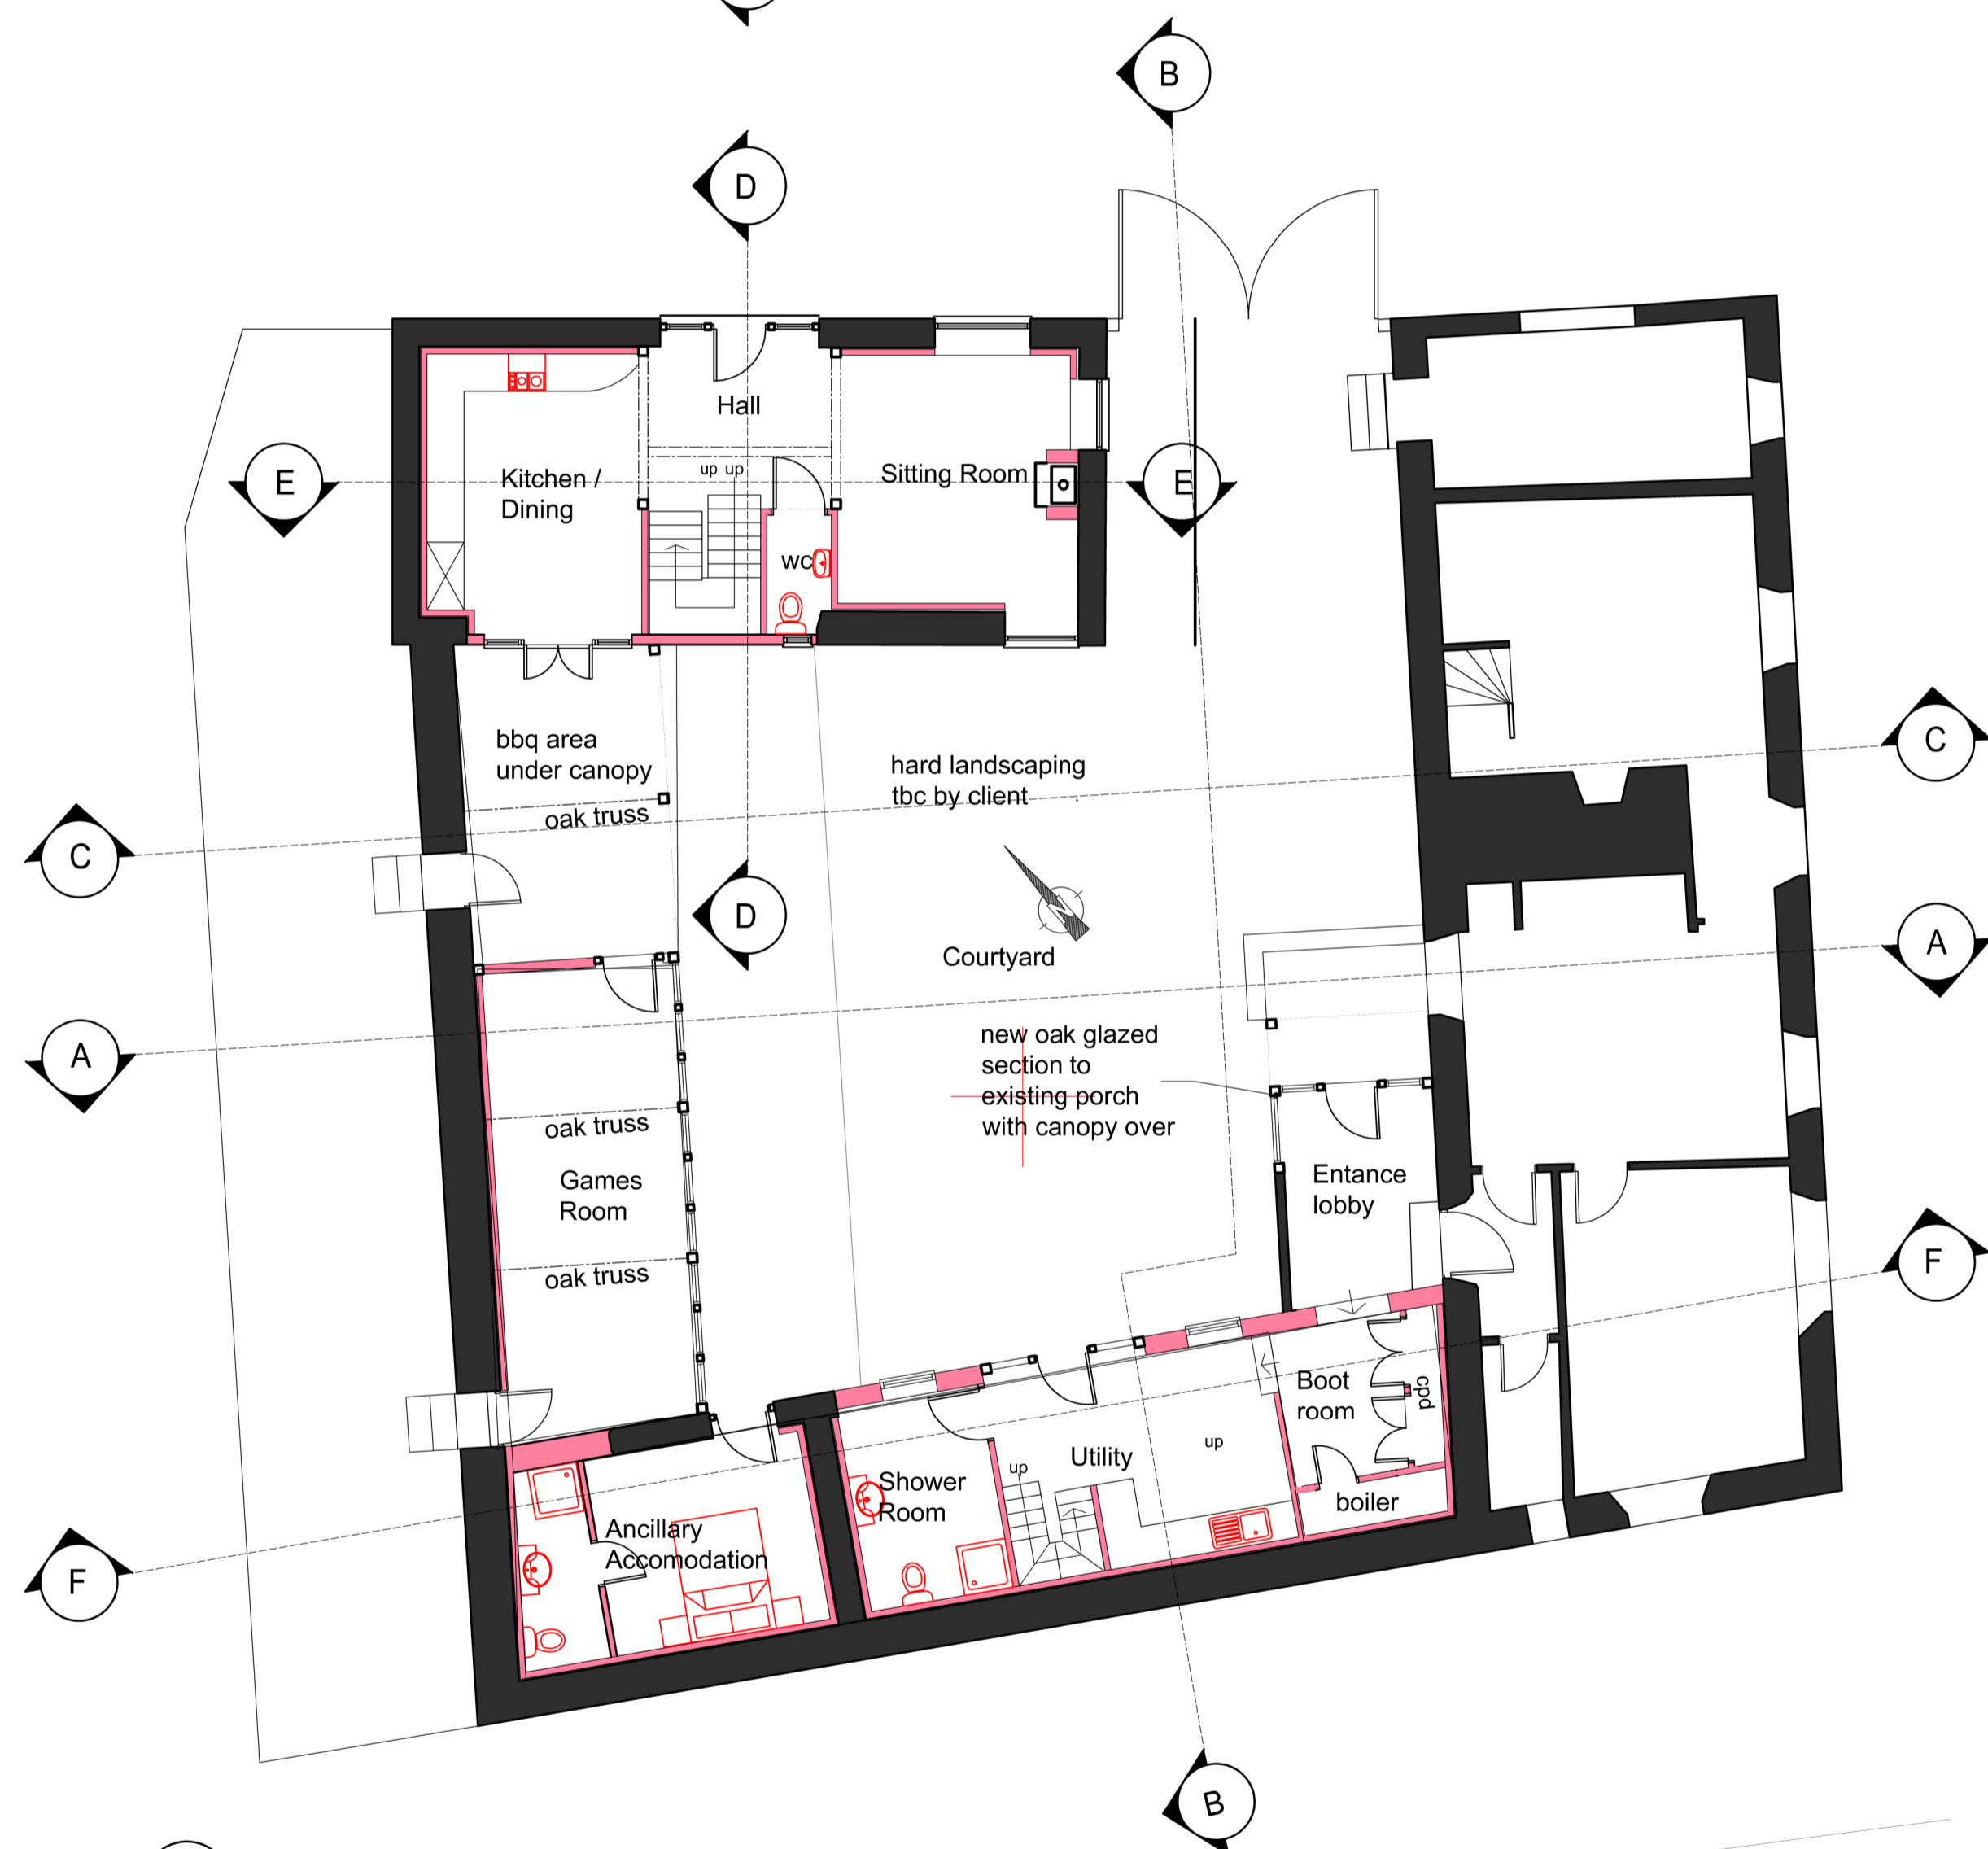 B
D
Hall
E
Kitchen /
Dining
up up
Sitting Room
E
wc
bbq area
under canopy
oak truss
hard landscaping
tbc by client
C
C
D
N
Courtyard
A
A
new oak glazed
section to
existing porch
with canopy over
oak truss
Games
Room
Entance
lobby
oak truss
F
Boot
room
cpd
Utility
up
up
Shower
Room
boiler
Ancillary
Accomodation
F
B